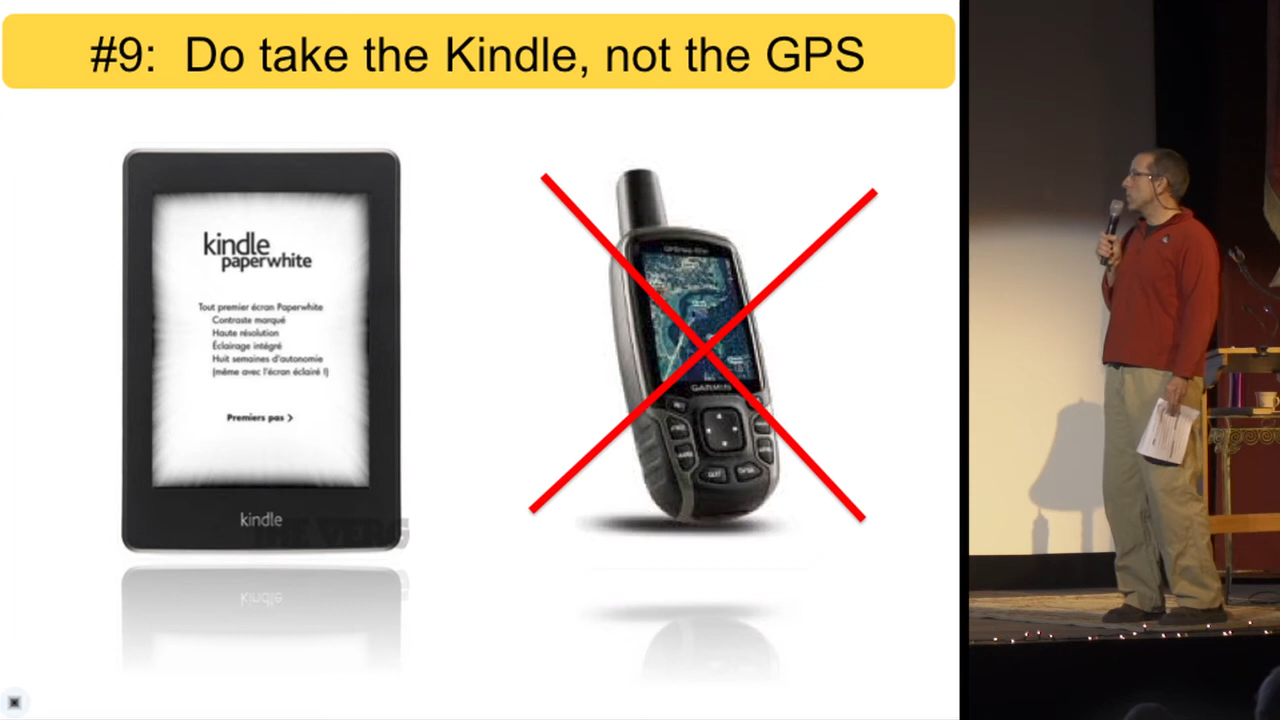 #9: Do take the Kindle, not the GPS
kindle
paperwhite
Tout premier écran Paperwhite
Contraste marqué
Haute résolution
Éclairage intégré
Huit semaines d'autonomie
(même avec l'écran éclairé !)
Premiers pas >
kindle
GARMIN